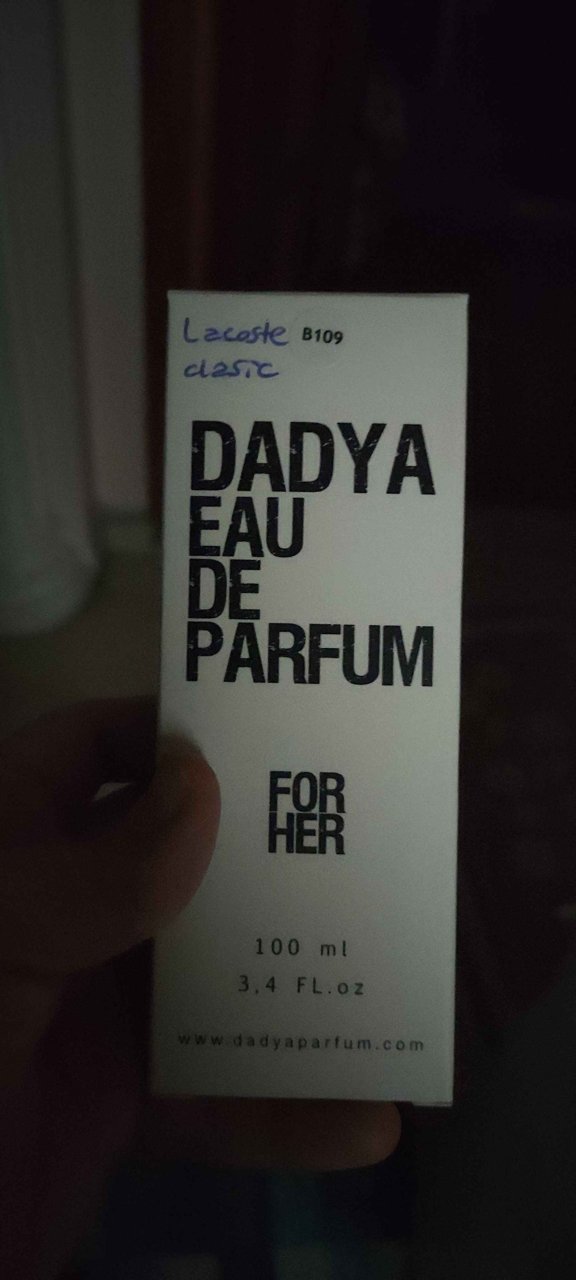 Lacoste B109
clasic
DADYA
EAU
DE
PARFUM
FOR
HER
100 ml
3,4 FL.oz
www.dadyaparfum.com